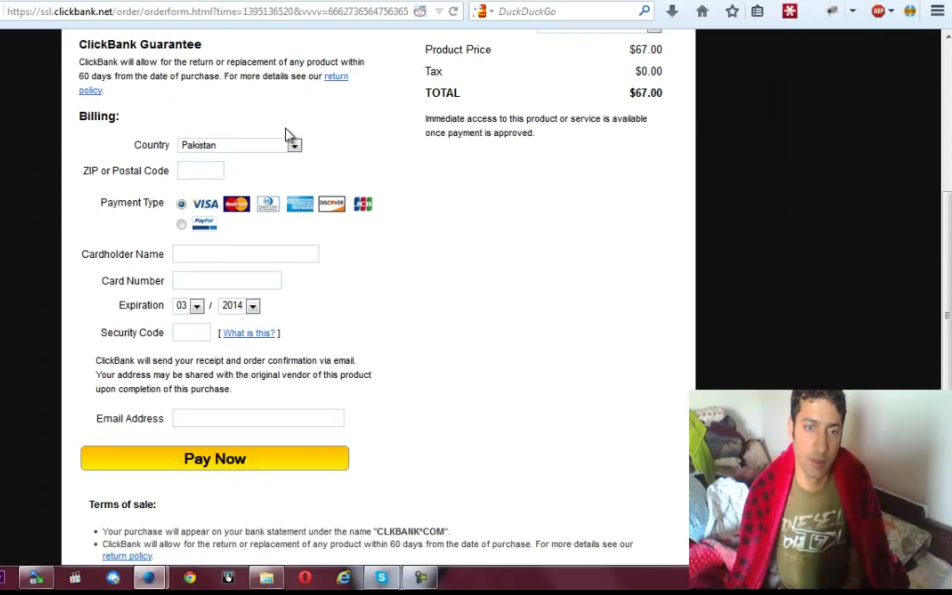 https://ssl.clickbank.net/order/orderform.html?time=1395136520&vvvv=6662736564756365
DuckDuckGo
ClickBank Guarantee
ClickBank will allow for the return or replacement of any product within
60 days from the date of purchase. For more details see our return
policy.
Product Price $67.00
Tax $0.00
TOTAL $67.00
Immediate access to this product or service is available
once payment is approved.
Billing:
Country Pakistan
ZIP or Postal Code
Payment Type VISA MasterCard DISCOVER JCB
PayPal
Cardholder Name
Card Number
Expiration 03 / 2014
Security Code [ What is this? ]
ClickBank will send your receipt and order confirmation via email.
Your address may be shared with the original vendor of this product
upon completion of this purchase.
Email Address
Pay Now
Terms of sale:
• Your purchase will appear on your bank statement under the name "CLKBANK*COM".
• ClickBank will allow for the return or replacement of any product within 60 days from the date of purchase. For more details see our
return policy.
DIESEL